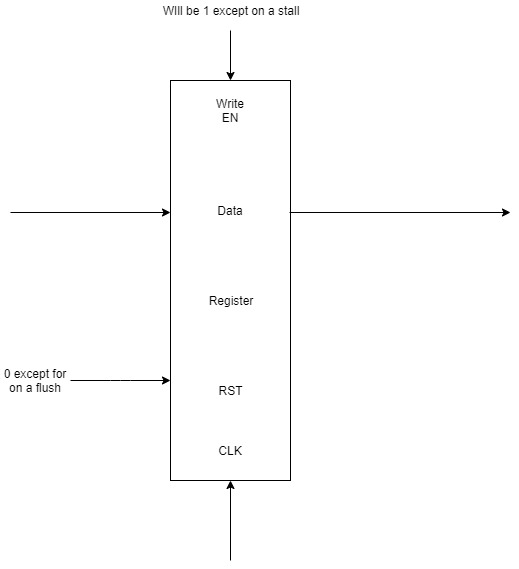 WIll be 1 except on a stall
Write
EN
Data
Register
0 except for
on a flush
RST
CLK